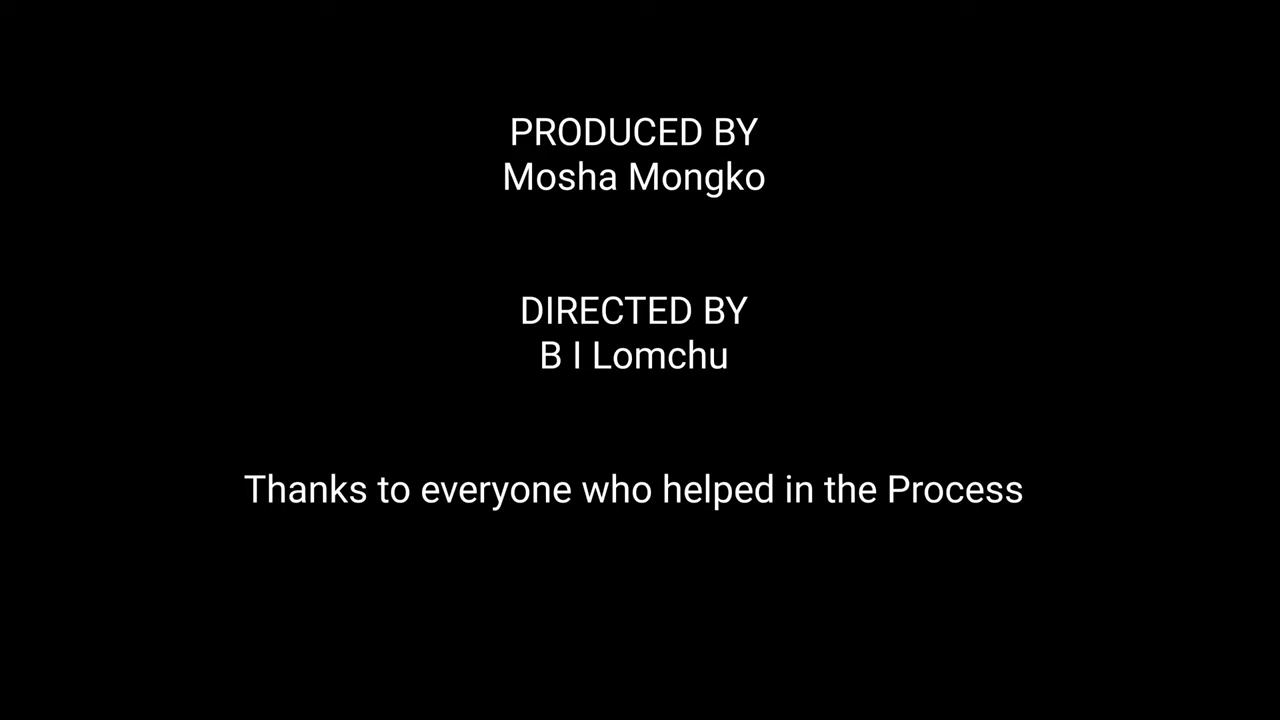 PRODUCED BY
Mosha Mongko
DIRECTED BY
B I Lomchu
Thanks to everyone who helped in the Process